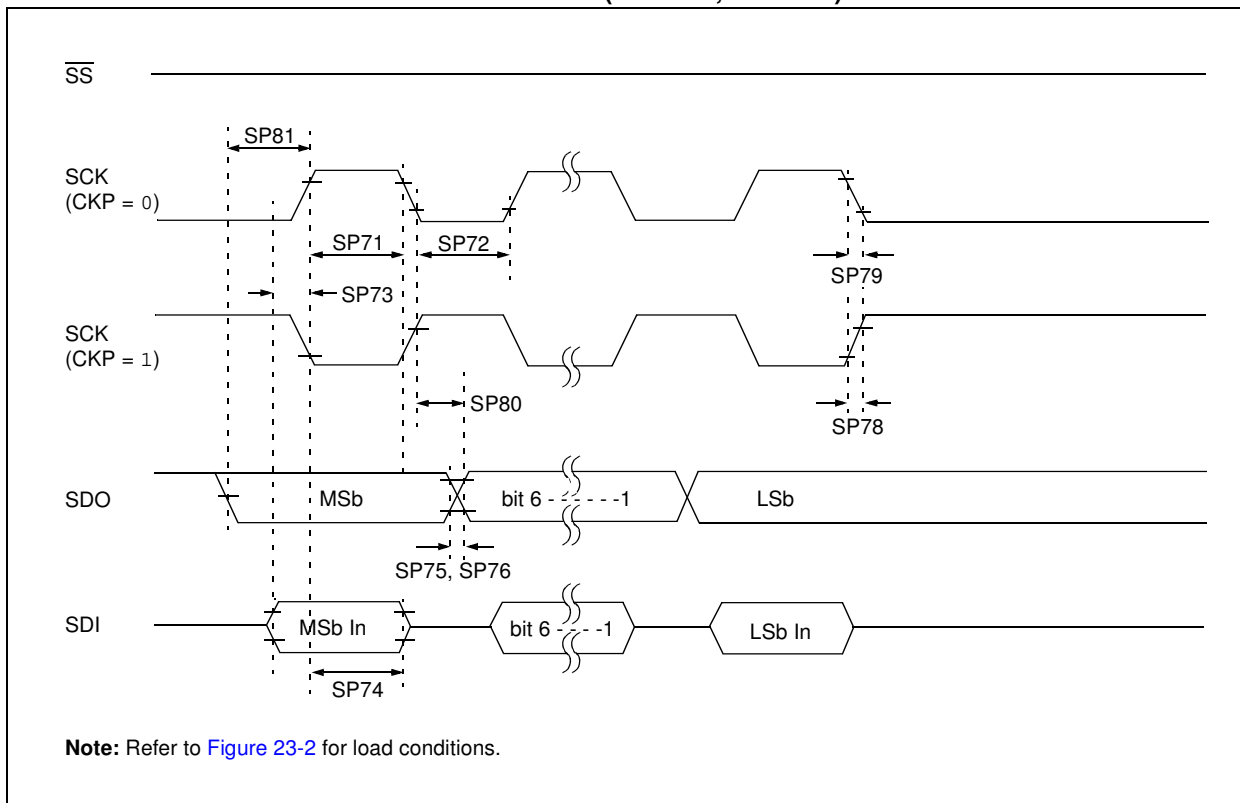 SS
SP81
SCK
(CKP = 0)
SP71
SP72
SP79
SP73
SCK
(CKP = 1)
SP80
SP78
SDO
MSb
bit 6 - - - - - -1
LSb
SP75, SP76
SDI
MSb In
bit 6 - - - -1
LSb In
SP74
Note: Refer to Figure 23-2 for load conditions.